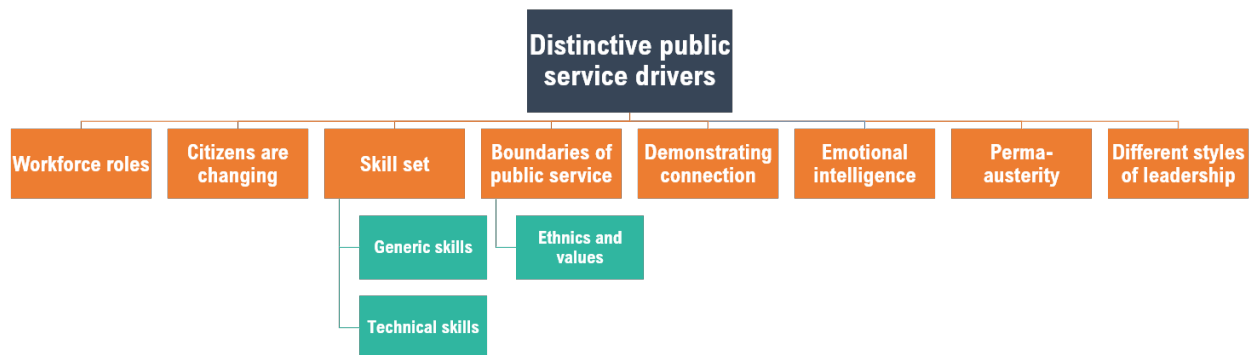 Distinctive public
service drivers
Workforce roles
Citizens are
changing
Skill set
Boundaries of
public service
Demonstrating
connection
Emotional
intelligence
Perma-
austerity
Different styles
of leadership
Generic skills
Ethnics and
values
Technical skills